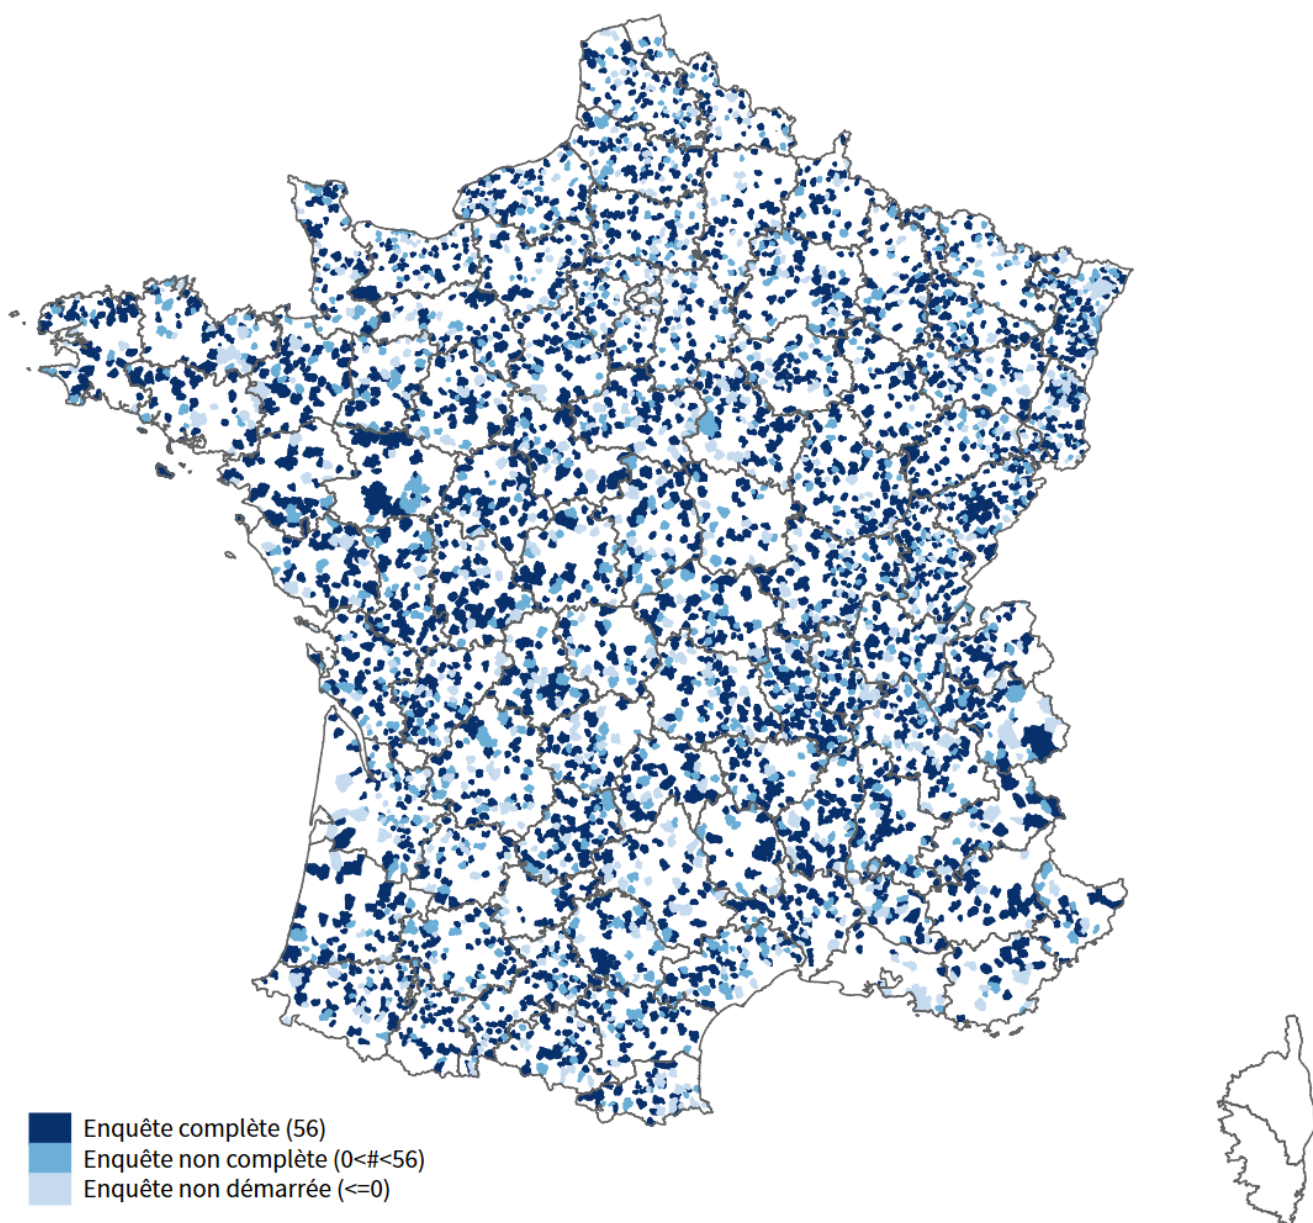 Enquête complète (56)
Enquête non complète (0<#<56)
Enquête non démarrée (<=0)